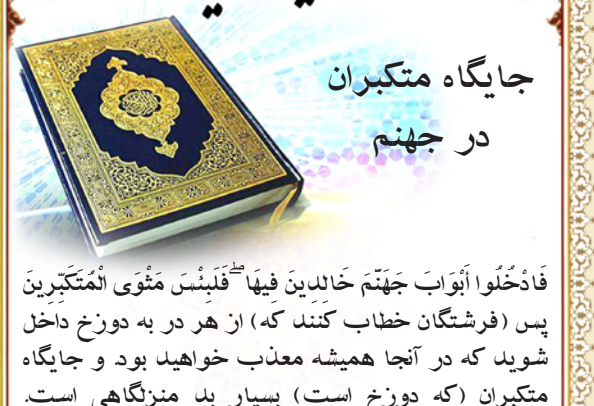 جایگاه متکبران
در جهنم
فَادْخُلُوا أَبْوَابَ جَهَنَّمَ خَالِدِينَ فِيهَا ۖ فَلَبِئْسَ مَثْوَى الْمُتَكَبِّرِينَ
پس (فرشتگان خطاب کنند که) از هر در به دوزخ داخل
شوید که در آنجا همیشه معذب خواهید بود و جایگاه
متکبران (که دوزخ است) بسیار بد منزلگاهی است.